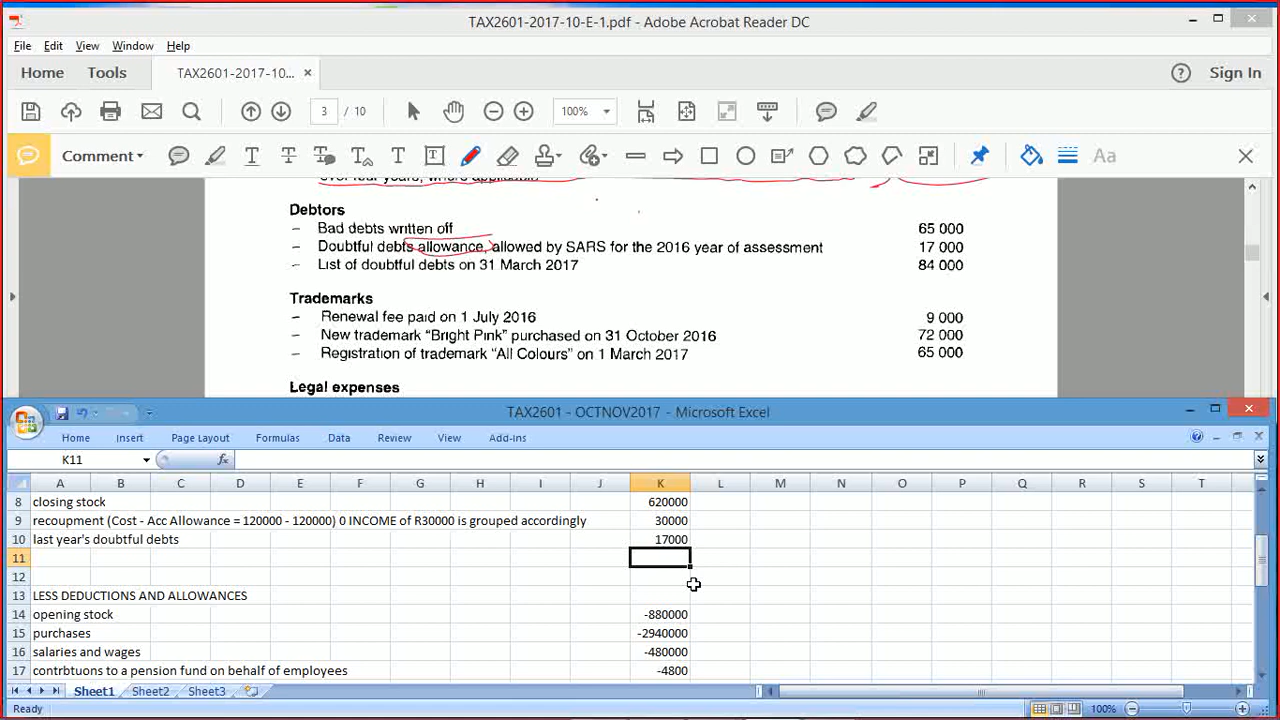 TAX2601-2017-10-E-1.pdf - Adobe Acrobat Reader DC
File Edit View Window Help
Home Tools TAX2601-2017-10... × Sign In
3 / 10 100%
Comment Aa
over four years, where
Debtors
– Bad debts written off 65 000
– Doubtful debts allowance, allowed by SARS for the 2016 year of assessment 17 000
– List of doubtful debts on 31 March 2017 84 000
Trademarks
– Renewal fee paid on 1 July 2016 9 000
– New trademark “Bright Pink” purchased on 31 October 2016 72 000
– Registration of trademark “All Colours” on 1 March 2017 65 000
Legal expenses
TAX2601 - OCTNOV2017 - Microsoft Excel
Home Insert Page Layout Formulas Data Review View Add-Ins
K11 fx
A B C D E F G H I J K L M N O P Q R S T
8 closing stock 620000
9 recoupment (Cost - Acc Allowance = 120000 - 120000) 0 INCOME of R30000 is grouped accordingly 30000
10 last year's doubtful debts 17000
11
12
13 LESS DEDUCTIONS AND ALLOWANCES
14 opening stock -880000
15 purchases -2940000
16 salaries and wages -480000
17 contrbtuons to a pension fund on behalf of employees -4800
Sheet1 Sheet2 Sheet3
Ready 100%